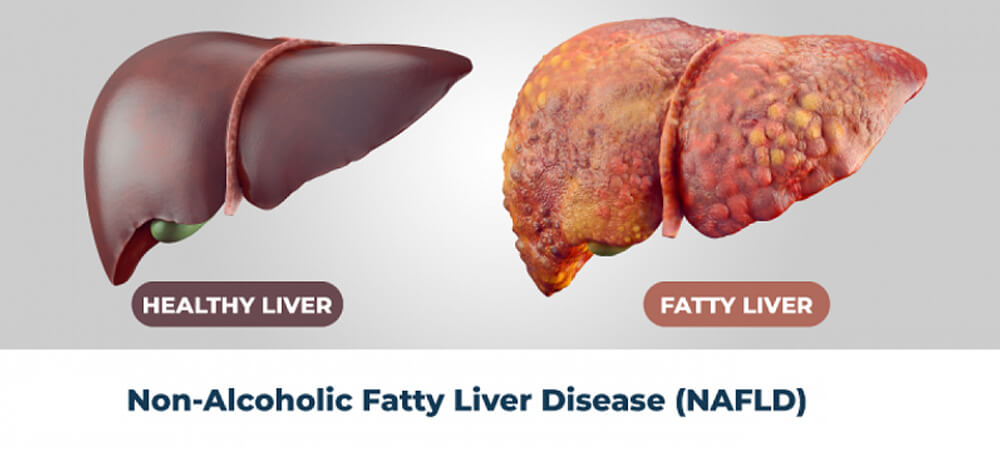 HEALTHY LIVER
FATTY LIVER
Non-Alcoholic Fatty Liver Disease (NAFLD)